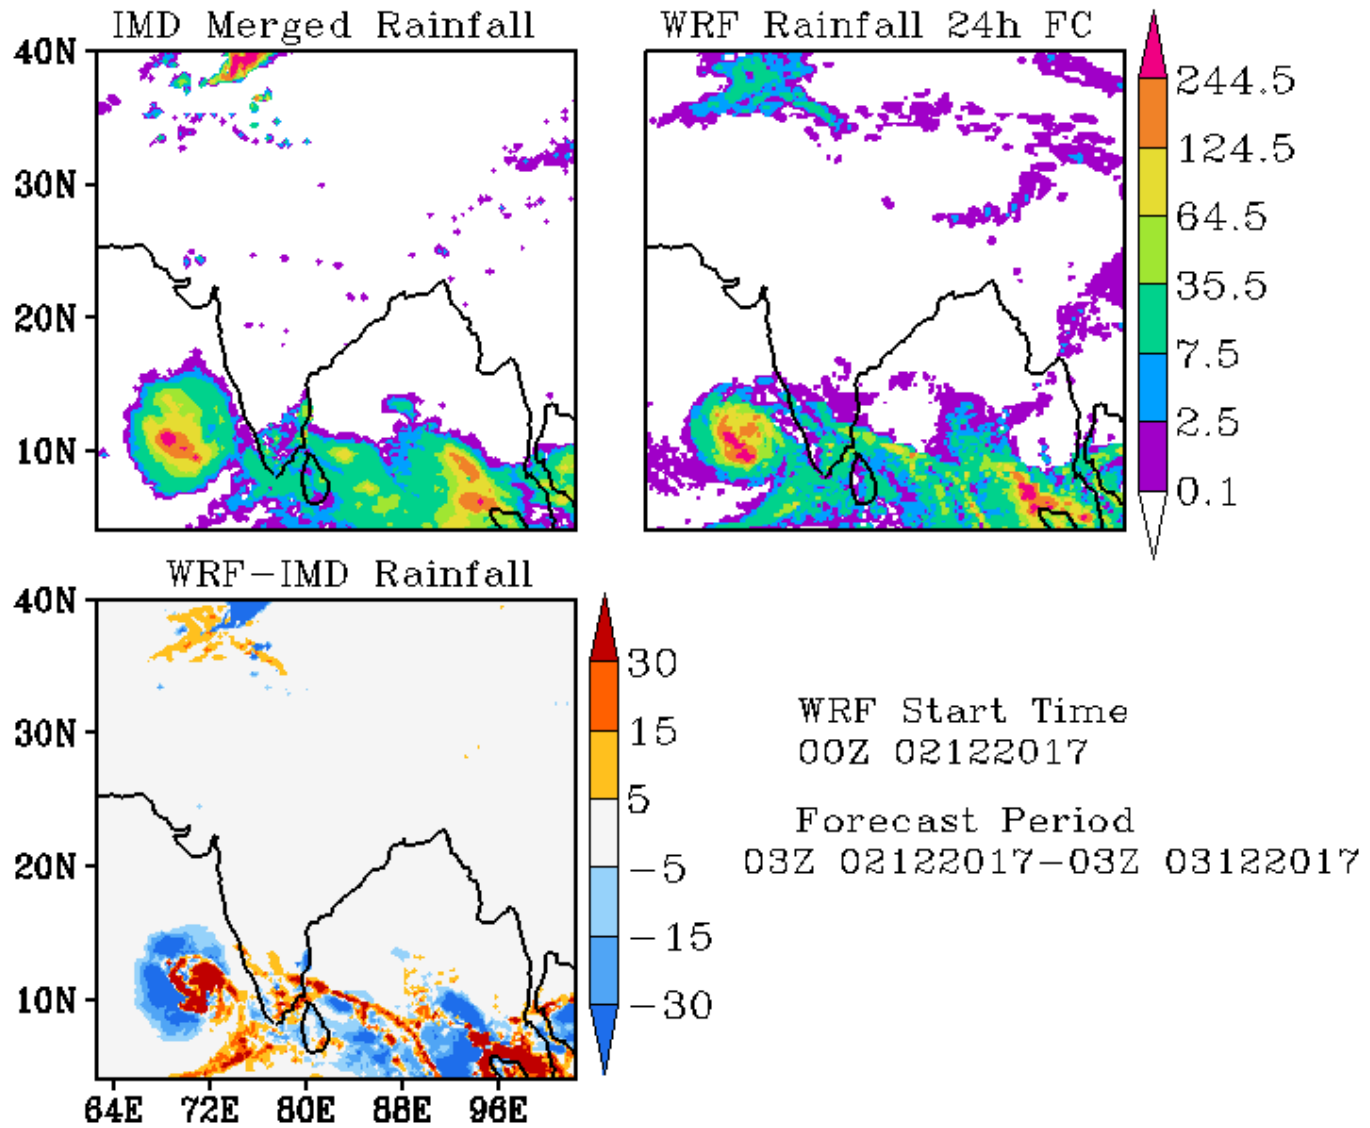 IMD Merged Rainfall
WRF Rainfall 24h FC
40N
30N
20N
10N
244.5
124.5
64.5
35.5
7.5
2.5
0.1
WRF-IMD Rainfall
40N
30N
20N
10N
64E 72E 80E 88E 96E
30
15
5
-5
-15
-30
WRF Start Time
00Z 02122017
Forecast Period
03Z 02122017-03Z 03122017